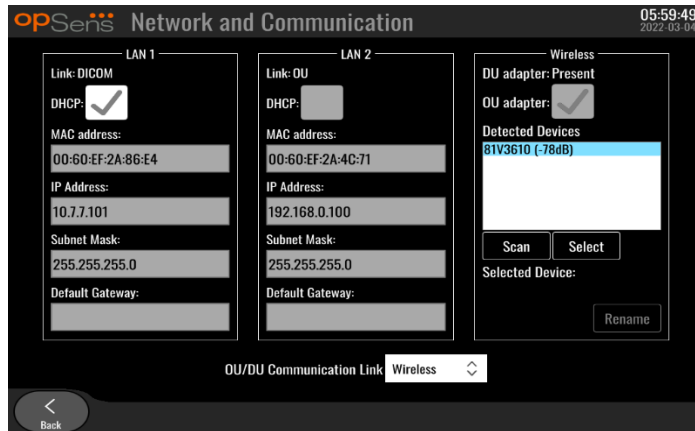 opSens Network and Communication
05:59:49
2022-03-04
LAN 1
Link: DICOM
DHCP:
MAC address:
00:60:EF:2A:86:E4
IP Address:
10.7.7.101
Subnet Mask:
255.255.255.0
Default Gateway:
LAN 2
Link: OU
DHCP:
MAC address:
00:60:EF:2A:4C:71
IP Address:
192.168.0.100
Subnet Mask:
255.255.255.0
Default Gateway:
Wireless
DU adapter: Present
OU adapter:
Detected Devices
81V3610 (-78dB)
Scan Select
Selected Device:
Rename
OU/DU Communication Link Wireless
Back